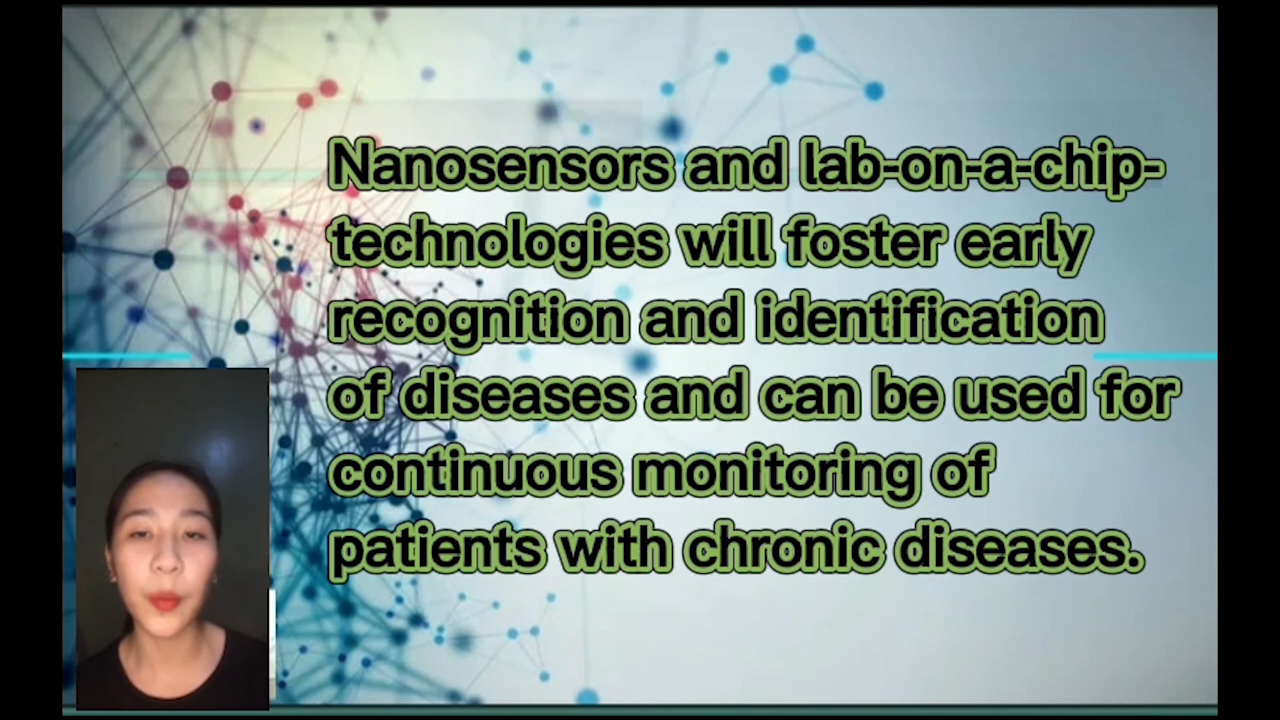 Nanosensors and lab-on-a-chip-
technologies will foster early
recognition and identification
of diseases and can be used for
continuous monitoring of
patients with chronic diseases.